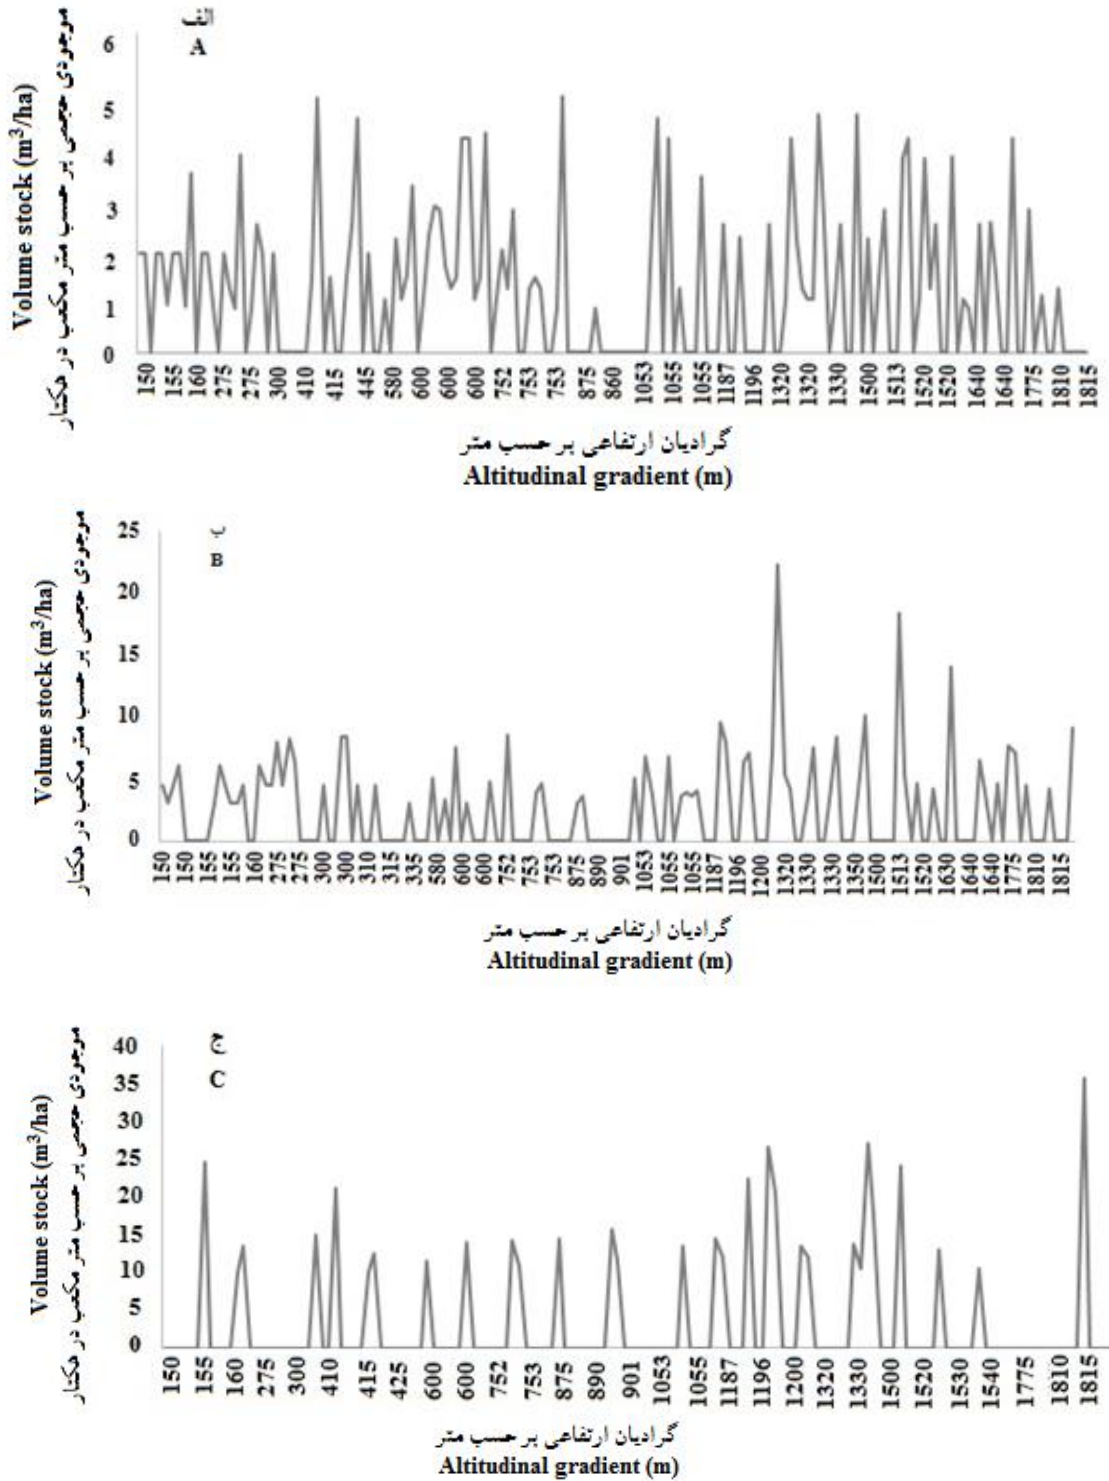 الف
A
موجودی حجمی بر حسب متر مکعب در هکتار
Volume stock (m³/ha)
6
5
4
3
2
1
0
150 155 160 275 275 300 410 415 445 580 600 600 600 752 753 753 875 860 1053 1055 1055 1187 1196 1320 1320 1330 1500 1513 1520 1520 1640 1640 1775 1810 1815
گرادیان ارتفاعی بر حسب متر
Altitudinal gradient (m)
B
موجودی حجمی بر حسب متر مکعب در هکتار
Volume stock (m³/ha)
25
20
15
10
5
0
150 150 155 155 160 275 275 300 300 310 315 335 580 600 600 752 753 753 875 890 901 1053 1055 1055 1187 1196 1200 1320 1330 1330 1350 1500 1513 1520 1630 1640 1640 1775 1810 1815
گرادیان ارتفاعی بر حسب متر
Altitudinal gradient (m)
ج
C
موجودی حجمی بر حسب متر مکعب در هکتار
Volume stock (m³/ha)
40
35
30
25
20
15
10
5
0
150 155 160 275 300 410 415 425 600 600 752 753 875 890 901 1053 1055 1187 1196 1200 1320 1330 1500 1520 1530 1540 1775 1810 1815
گرادیان ارتفاعی بر حسب متر
Altitudinal gradient (m)